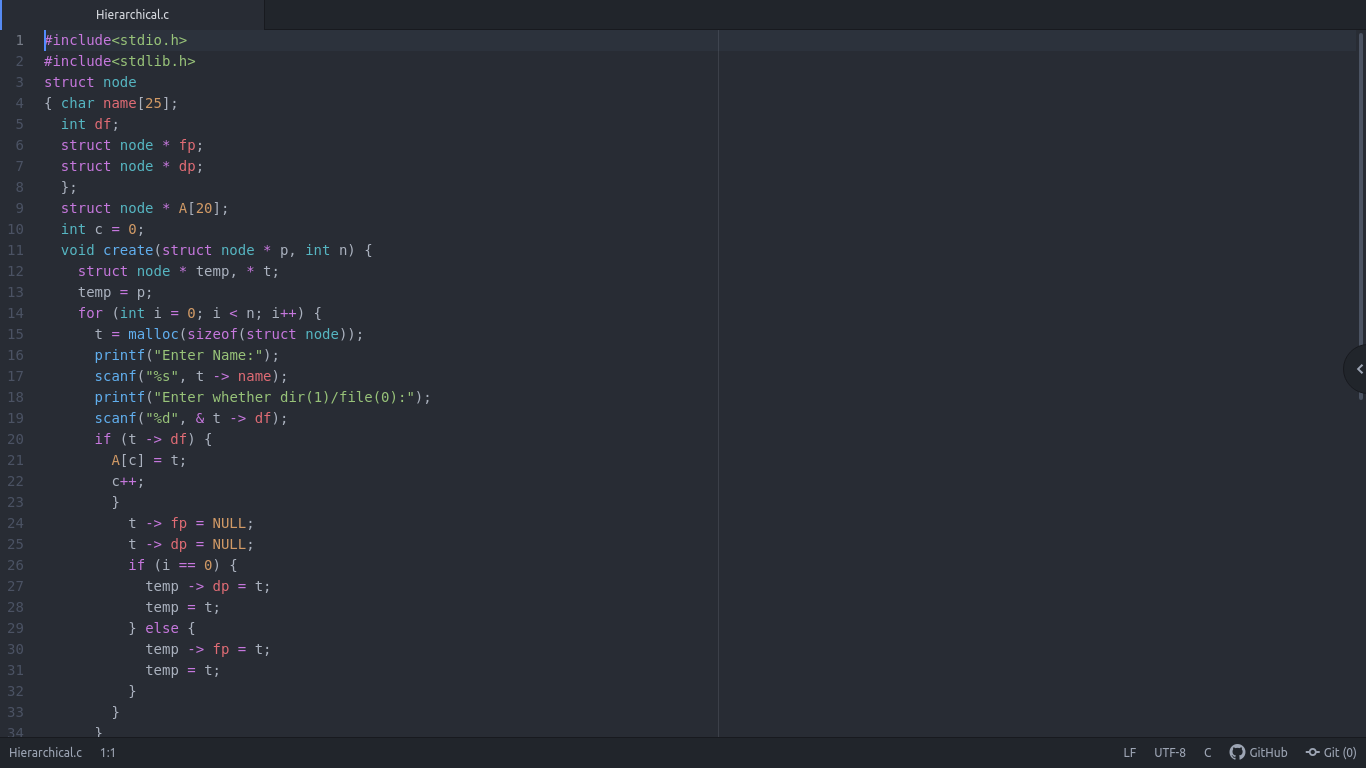 Hierarchical.c
1 #include<stdio.h>
2 #include<stdlib.h>
3 struct node
4 { char name[25];
5   int df;
6   struct node * fp;
7   struct node * dp;
8   };
9   struct node * A[20];
10   int c = 0;
11   void create(struct node * p, int n) {
12     struct node * temp, * t;
13     temp = p;
14     for (int i = 0; i < n; i++) {
15       t = malloc(sizeof(struct node));
16       printf("Enter Name:");
17       scanf("%s", t -> name);
18       printf("Enter whether dir(1)/file(0):");
19       scanf("%d", & t -> df);
20       if (t -> df) {
21         A[c] = t;
22         c++;
23         }
24           t -> fp = NULL;
25           t -> dp = NULL;
26           if (i == 0) {
27             temp -> dp = t;
28             temp = t;
29           } else {
30             temp -> fp = t;
31             temp = t;
32           }
33         }
34       }
Hierarchical.c 1:1 LF UTF-8 C GitHub Git (0)